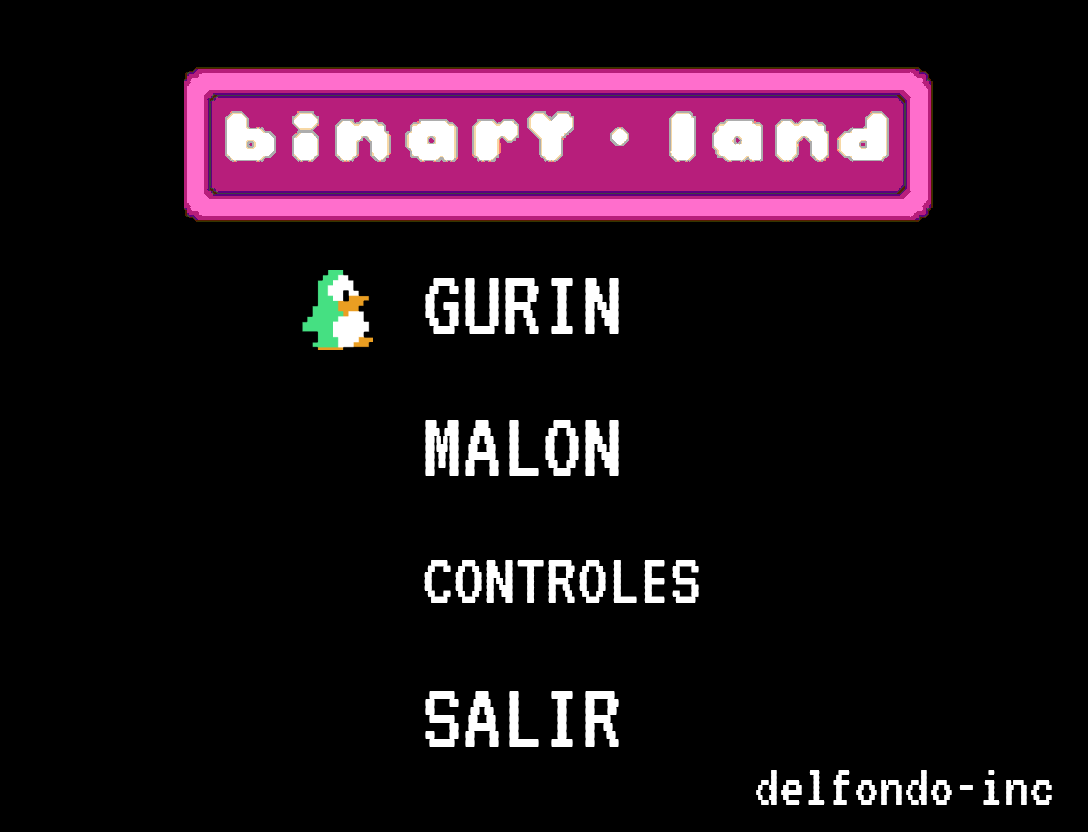 binarY · land
GURIN
MALON
CONTROLES
SALIR
delfondo-inc